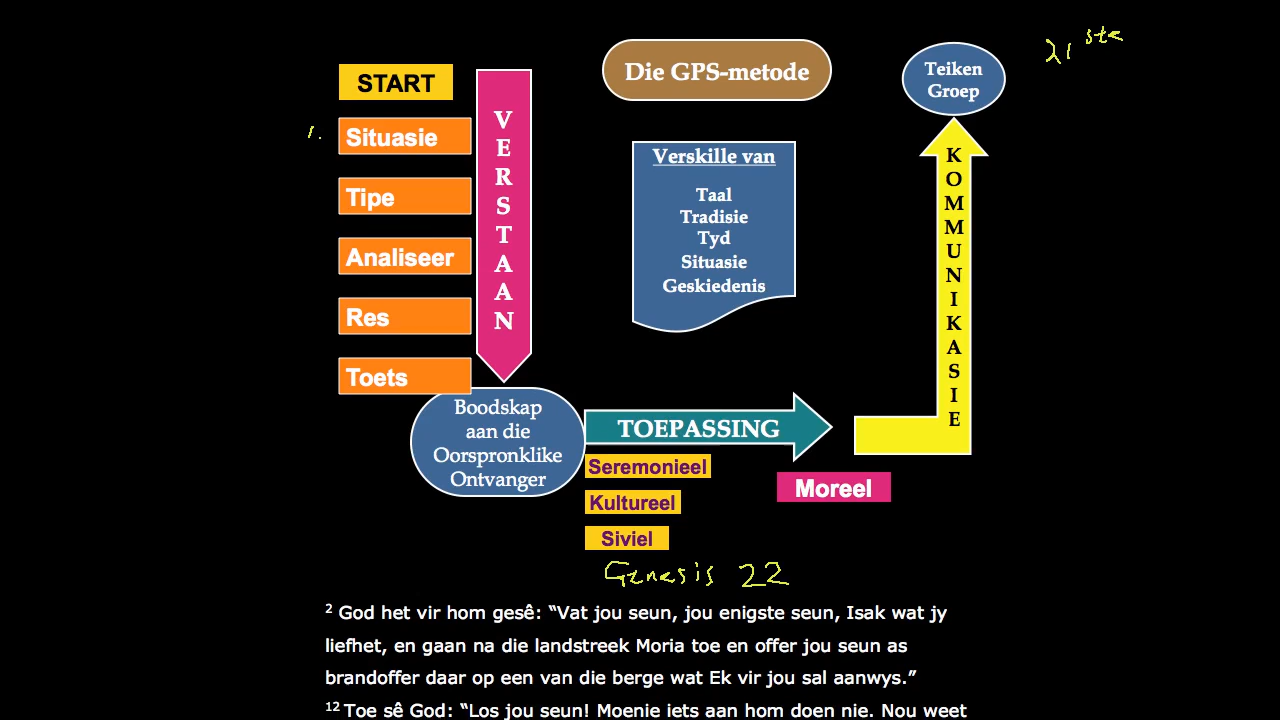 START
1.
Situasie
Tipe
Analiseer
Res
Toets
VERSTAAN
Die GPS-metode
Verskille van
Taal
Tradisie
Tyd
Situasie
Geskiedenis
Teiken
Groep
21 ste
KOMMUNIKASIE
Boodskap
aan die
Oorspronklike
Ontvanger
TOEPASSING
Seremonieel
Kultureel
Siviel
Moreel
Genesis 22
2 God het vir hom gesê: “Vat jou seun, jou enigste seun, Isak wat jy
liefhet, en gaan na die landstreek Moria toe en offer jou seun as
brandoffer daar op een van die berge wat Ek vir jou sal aanwys.”
12 Toe sê God: “Los jou seun! Moenie iets aan hom doen nie. Nou weet